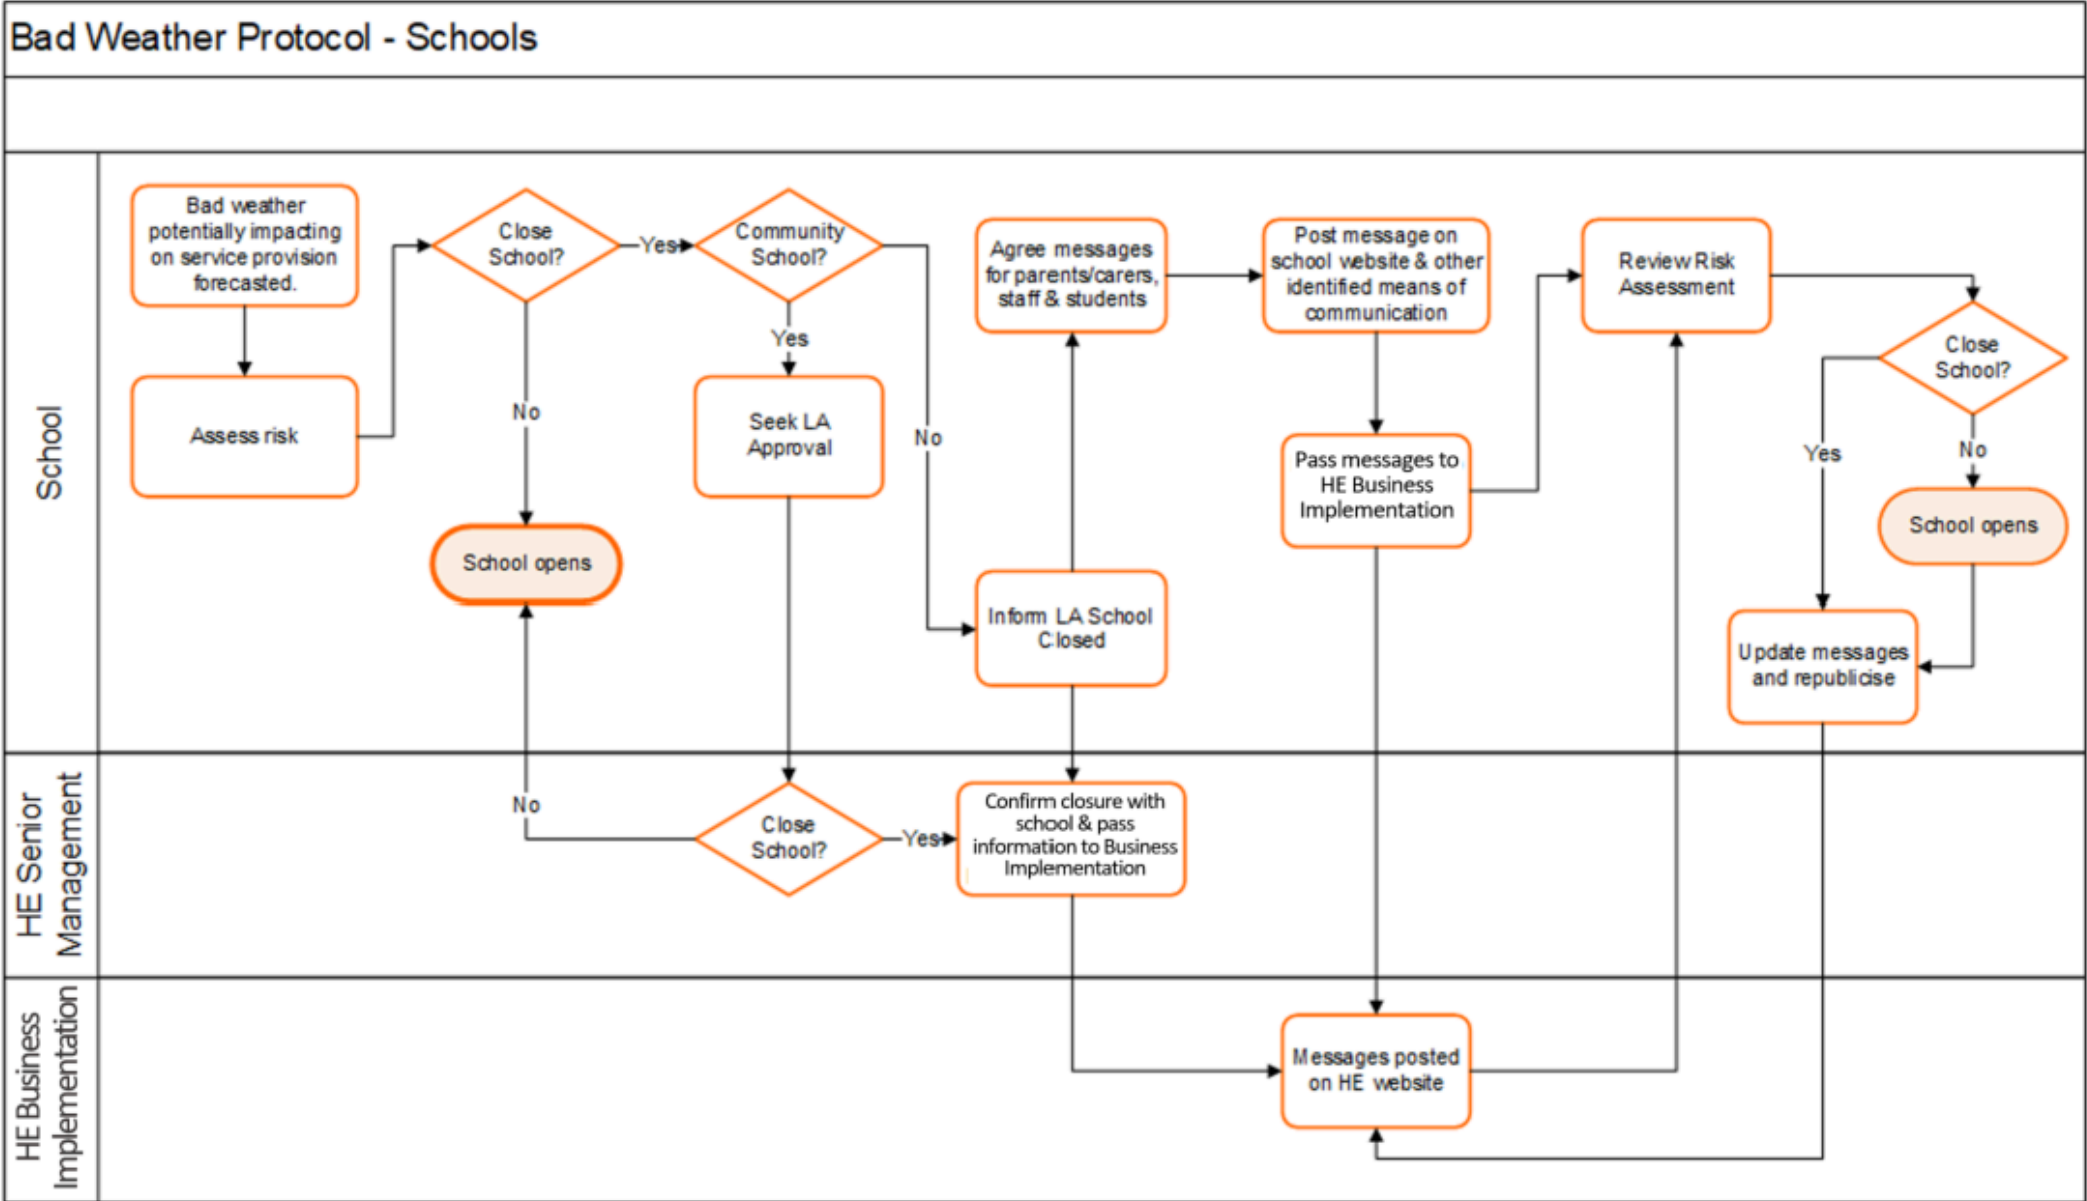 Bad Weather Protocol - Schools
School
Bad weather
potentially impacting
on service provision
forecasted.
Assess risk
Close
School?
Yes
No
School opens
Community
School?
Yes
No
Seek LA
Approval
Agree messages
for parents/carers,
staff & students
Inform LA School
Closed
Post message on
school website & other
identified means of
communication
Pass messages to
HE Business
Implementation
Review Risk
Assessment
Close
School?
Yes
No
School opens
Update messages
and republicise
HE Senior
Management
No
Close
School?
Yes
Confirm closure with
school & pass
information to Business
Implementation
HE Business
Implementation
Messages posted
on HE website